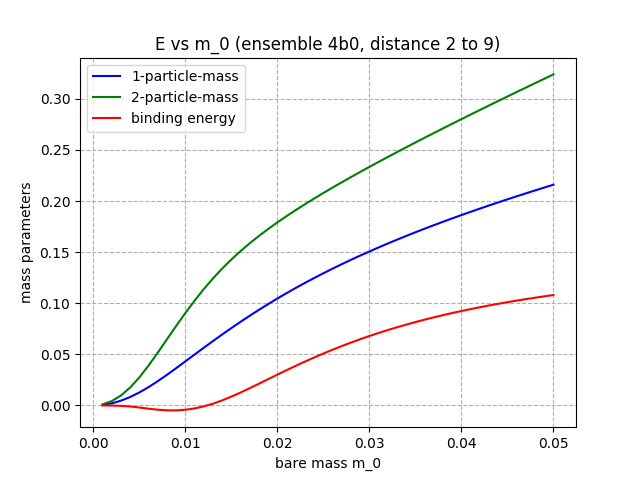 E vs m_0 (ensemble 4b0, distance 2 to 9)
1-particle-mass
2-particle-mass
binding energy
mass parameters
0.30
0.25
0.20
0.15
0.10
0.05
0.00
0.00 0.01 0.02 0.03 0.04 0.05
bare mass m_0